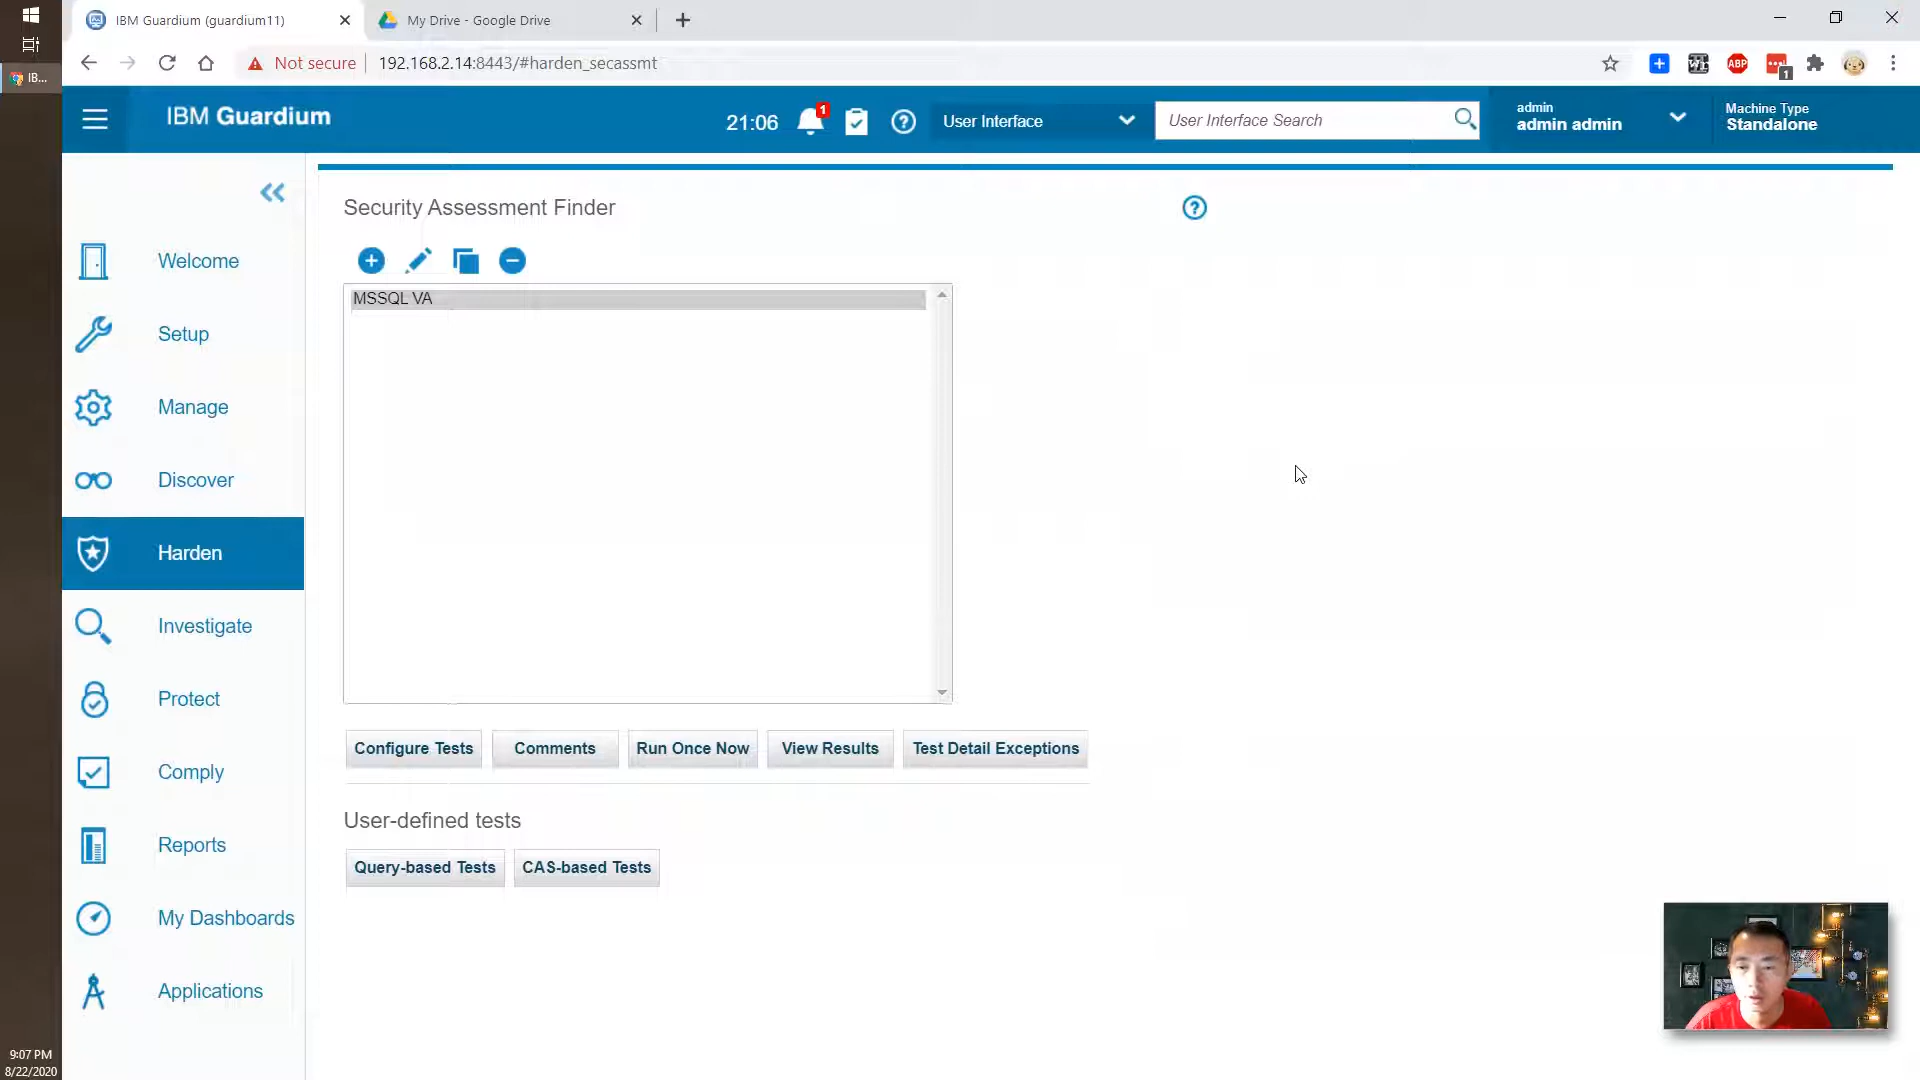 IBM Guardium (guardium11)
My Drive - Google Drive
IB...
Not secure
192.168.2.14:8443/#harden_secassmt
ABP
1
IBM Guardium
21:06
1
User Interface
User Interface Search
admin
admin admin
Machine Type
Standalone
Security Assessment Finder
Welcome
Setup
Manage
Discover
Harden
Investigate
Protect
Comply
Reports
My Dashboards
Applications
MSSQL VA
Configure Tests
Comments
Run Once Now
View Results
Test Detail Exceptions
User-defined tests
Query-based Tests
CAS-based Tests
9:07 PM
8/22/2020